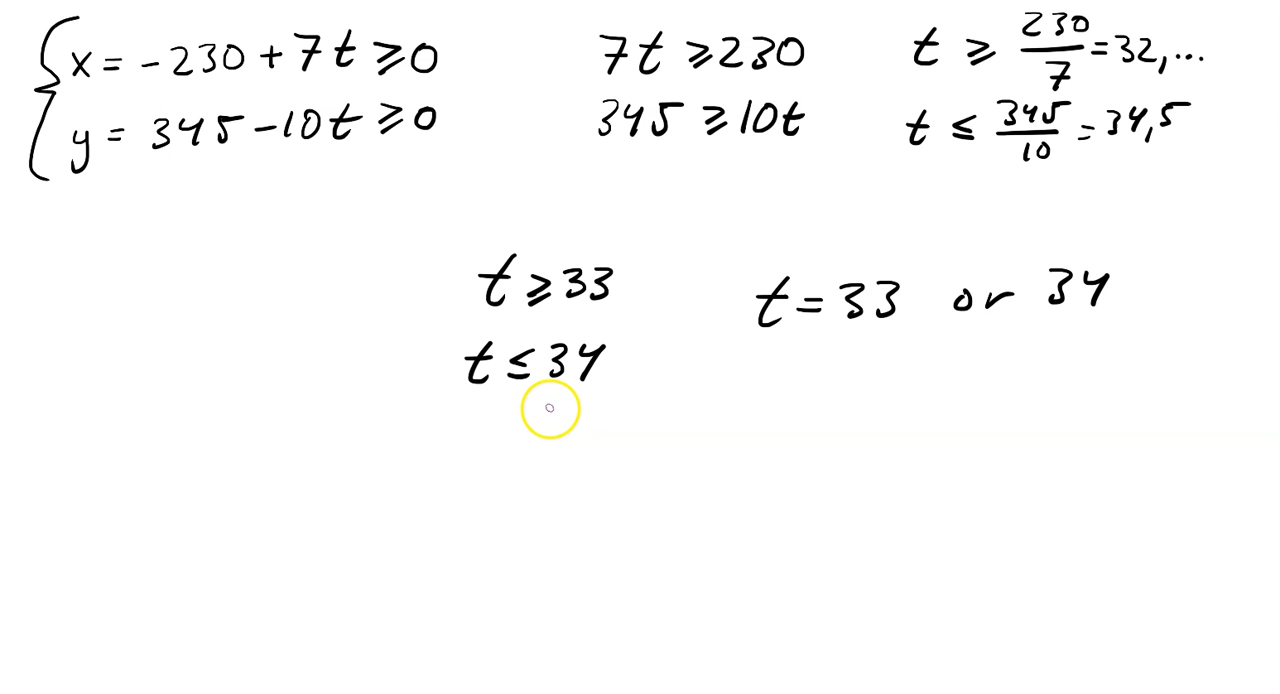 x = -230 + 7t ⩾ 0 7t ⩾ 230 t ⩾ 230/7 = 32,...
y = 345 - 10t ⩾ 0 345 ⩾ 10t t ≤ 345/10 = 34,5
t ⩾ 33 t = 33 or 34
t ≤ 34